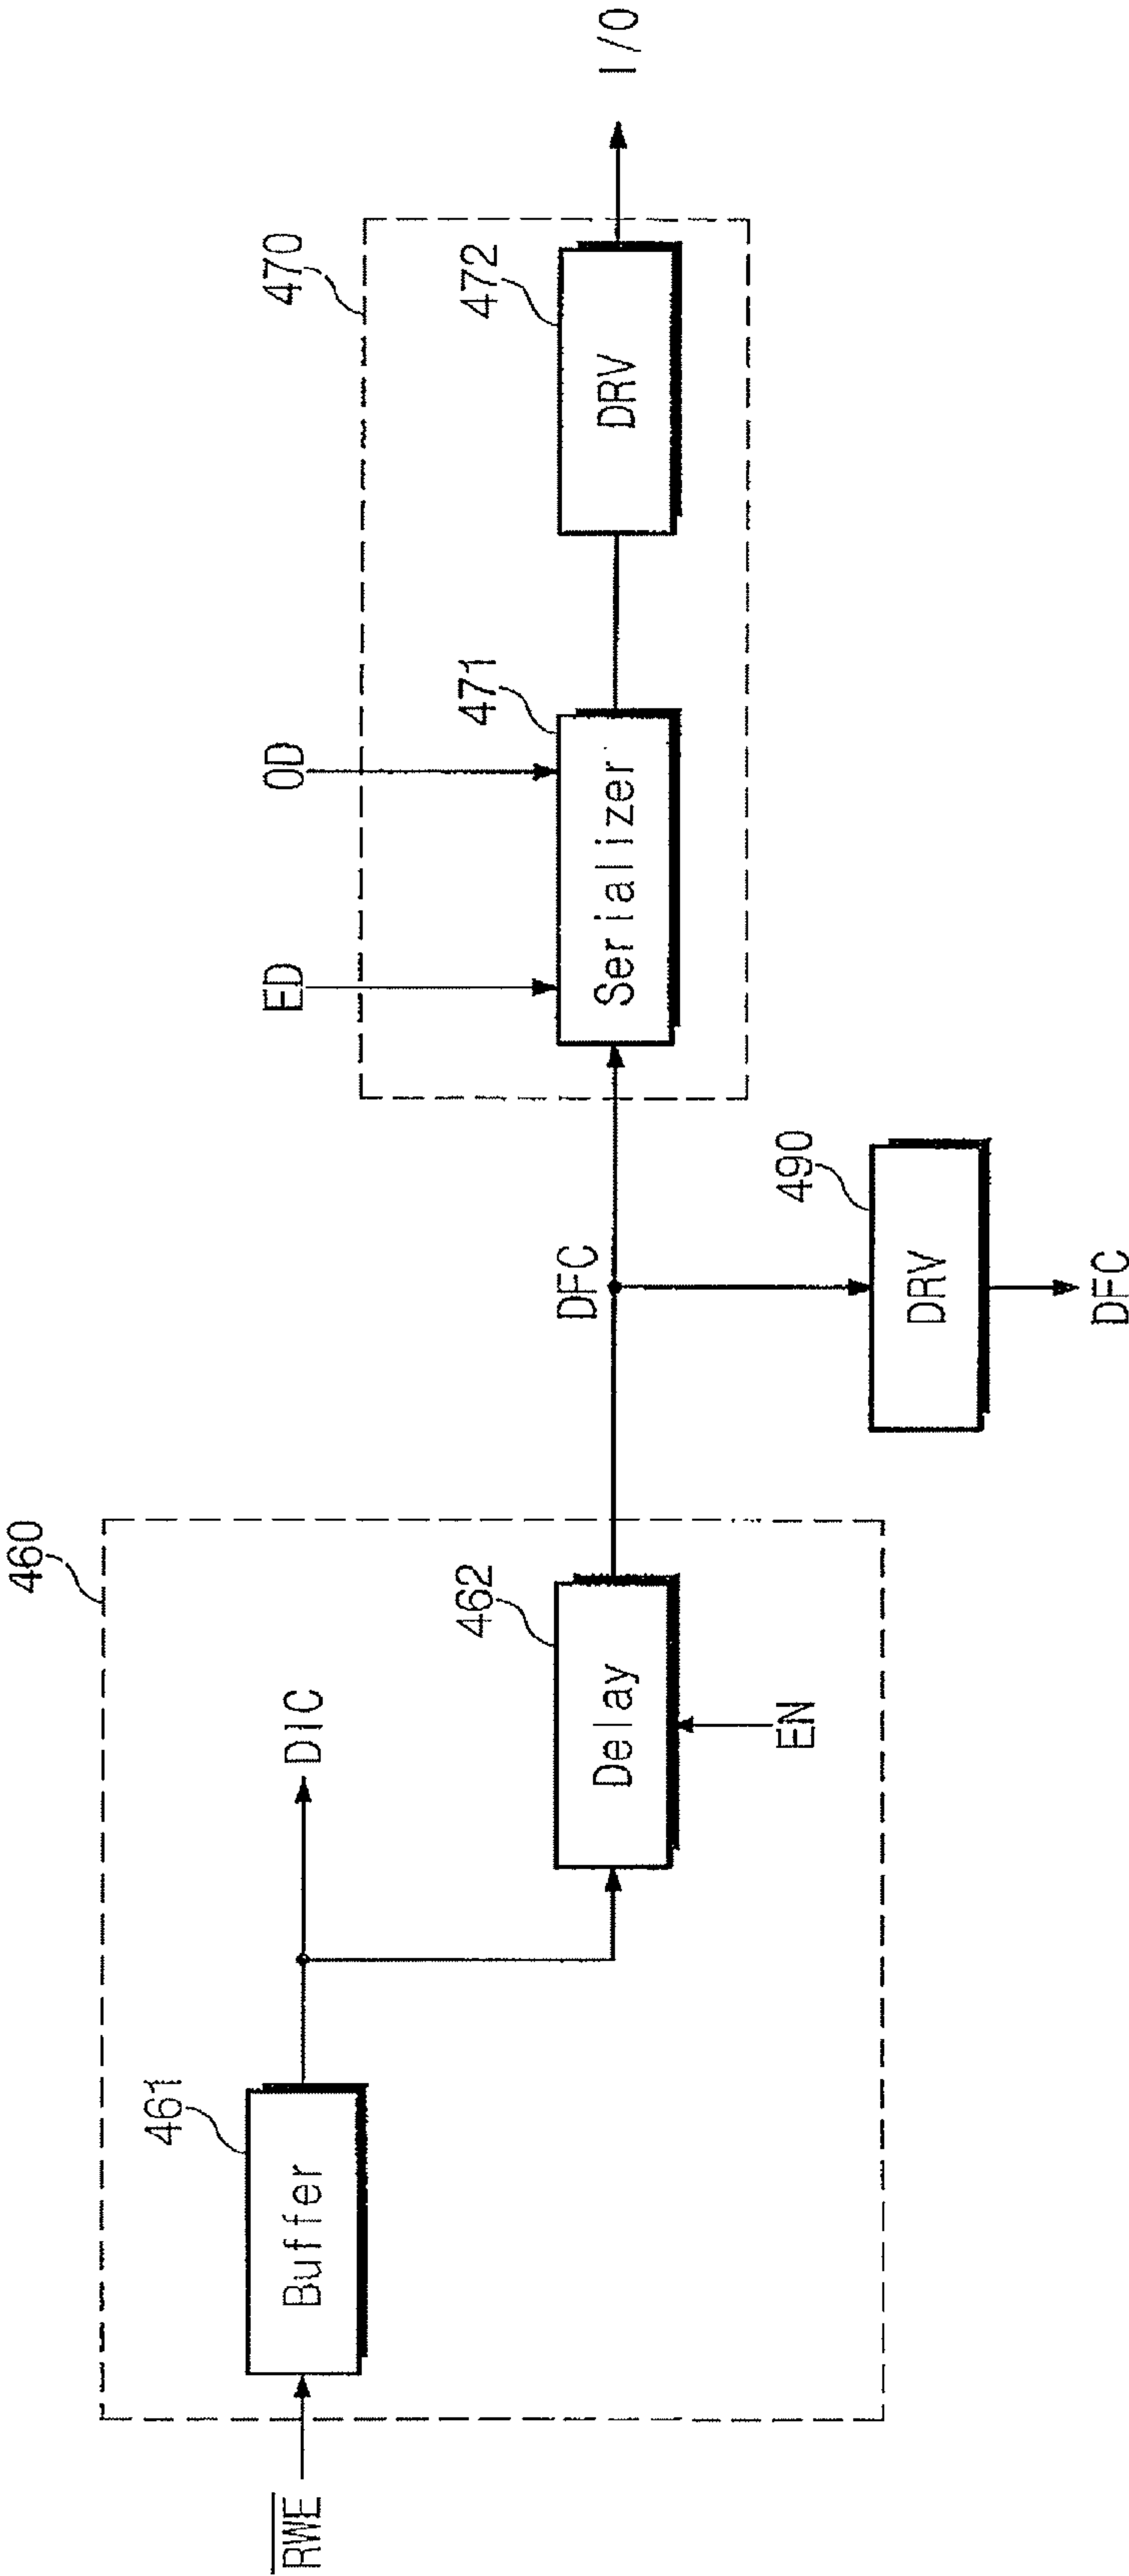 460
461
470
ED
OD
RWE
Buffer
DIC
462
471
472
DFC
Delay
Serializer
DRV
I/O
EN
490
DRV
DFC